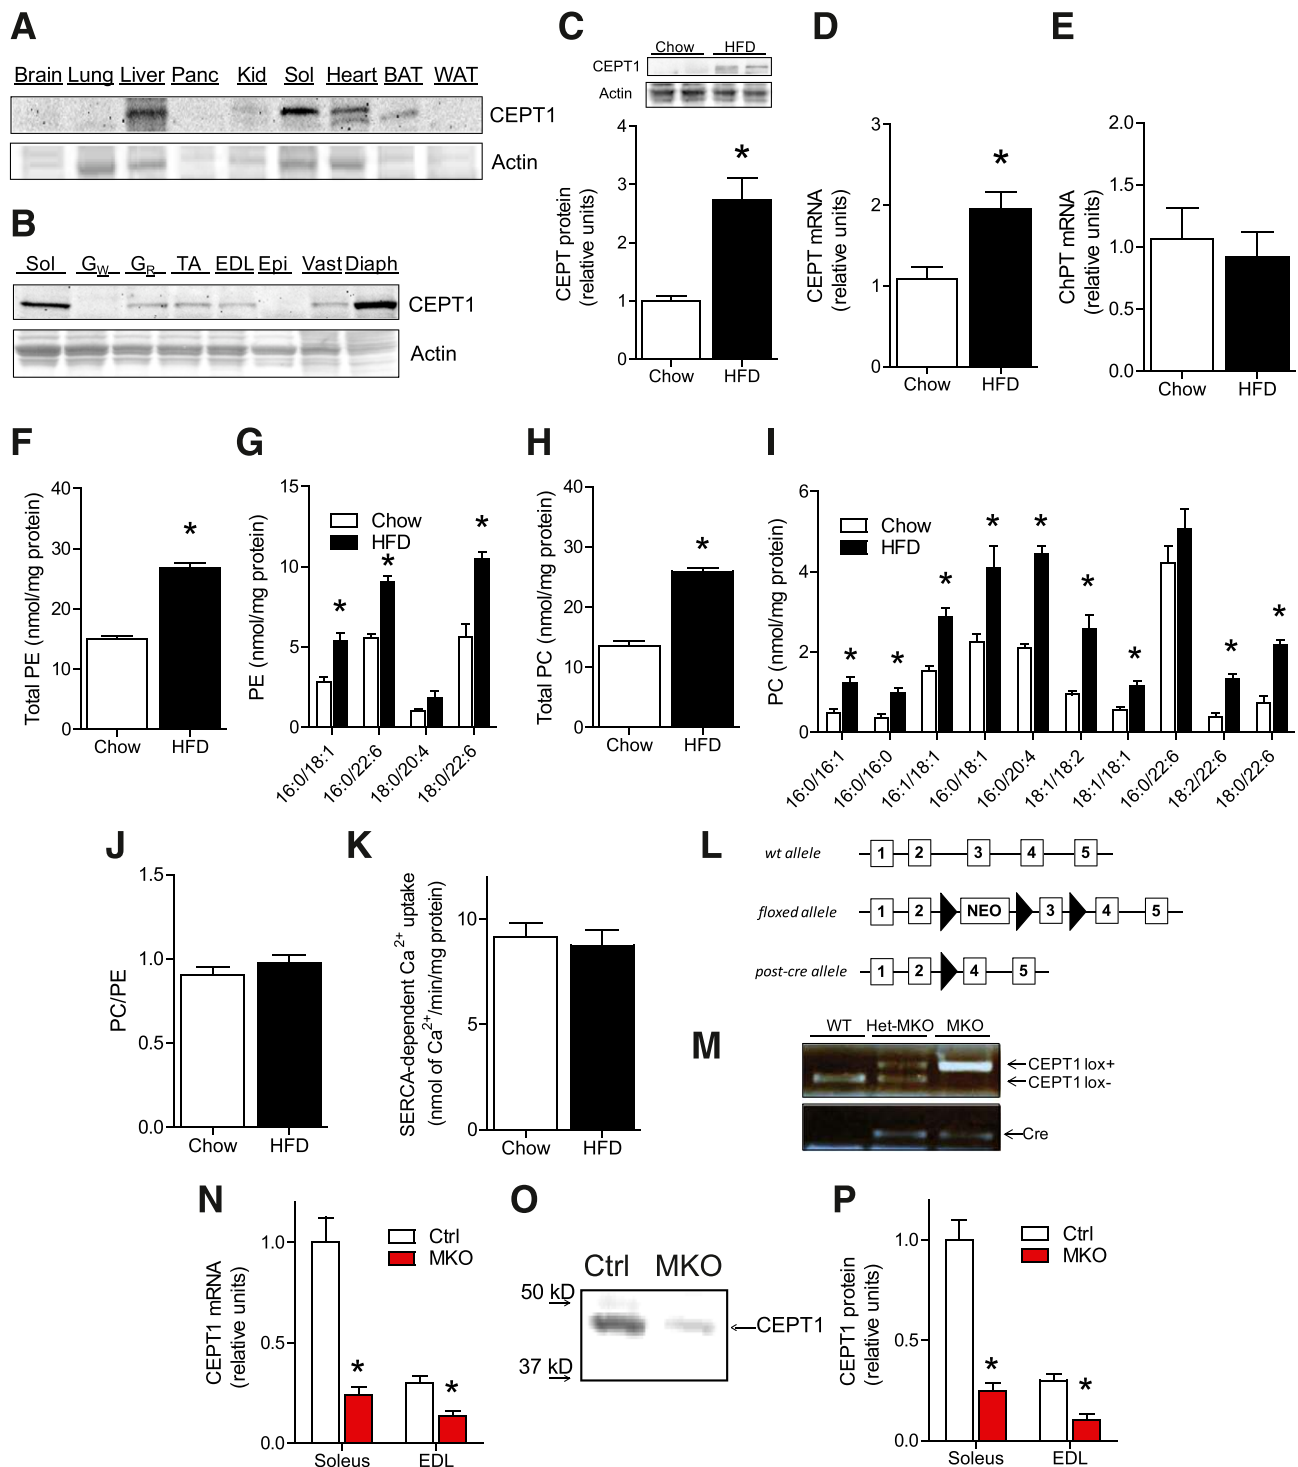 A
Brain Lung Liver Panc Kid Sol Heart BAT WAT
CEPT1
Actin
B
Sol GW GR TA EDL Epi Vast Diaph
CEPT1
Actin
C
Chow HFD
CEPT1
Actin
CEPT protein
(relative units)
4
3
2
1
0
*
Chow HFD
D
CEPT mRNA
(relative units)
3
2
1
0
*
Chow HFD
E
ChPT mRNA
(relative units)
2.0
1.5
1.0
0.5
0.0
Chow HFD
F
Total PE (nmol/mg protein)
40
30
20
10
0
*
Chow HFD
G
PE (nmol/mg protein)
15
10
5
0
Chow
HFD
* * *
16:0/18:1 16:0/22:6 18:0/20:4 18:0/22:6
H
Total PC (nmol/mg protein)
40
30
20
10
0
*
Chow HFD
I
PC (nmol/mg protein)
6
4
2
0
Chow
HFD
* * * * * * * * *
16:0/16:1 16:0/16:0 16:1/18:1 16:0/18:1 16:0/20:4 18:1/18:2 18:1/18:1 16:0/22:6 18:2/22:6 18:0/22:6
J
PC/PE
1.5
1.0
0.5
0.0
Chow HFD
K
SERCA-dependent Ca2+ uptake
(nmol of Ca2+/min/mg protein)
10
5
0
Chow HFD
L
wt allele 1 2 3 4 5
floxed allele 1 2 NEO 3 4 5
post-cre allele 1 2 4 5
M
WT Het-MKO MKO
CEPT1 lox+
CEPT1 lox-
Cre
N
CEPT1 mRNA
(relative units)
1.0
0.5
0.0
Ctrl
MKO
* *
Soleus EDL
O
Ctrl MKO
50 kD
CEPT1
37 kD
P
CEPT1 protein
(relative units)
1.0
0.5
0.0
Ctrl
MKO
* *
Soleus EDL